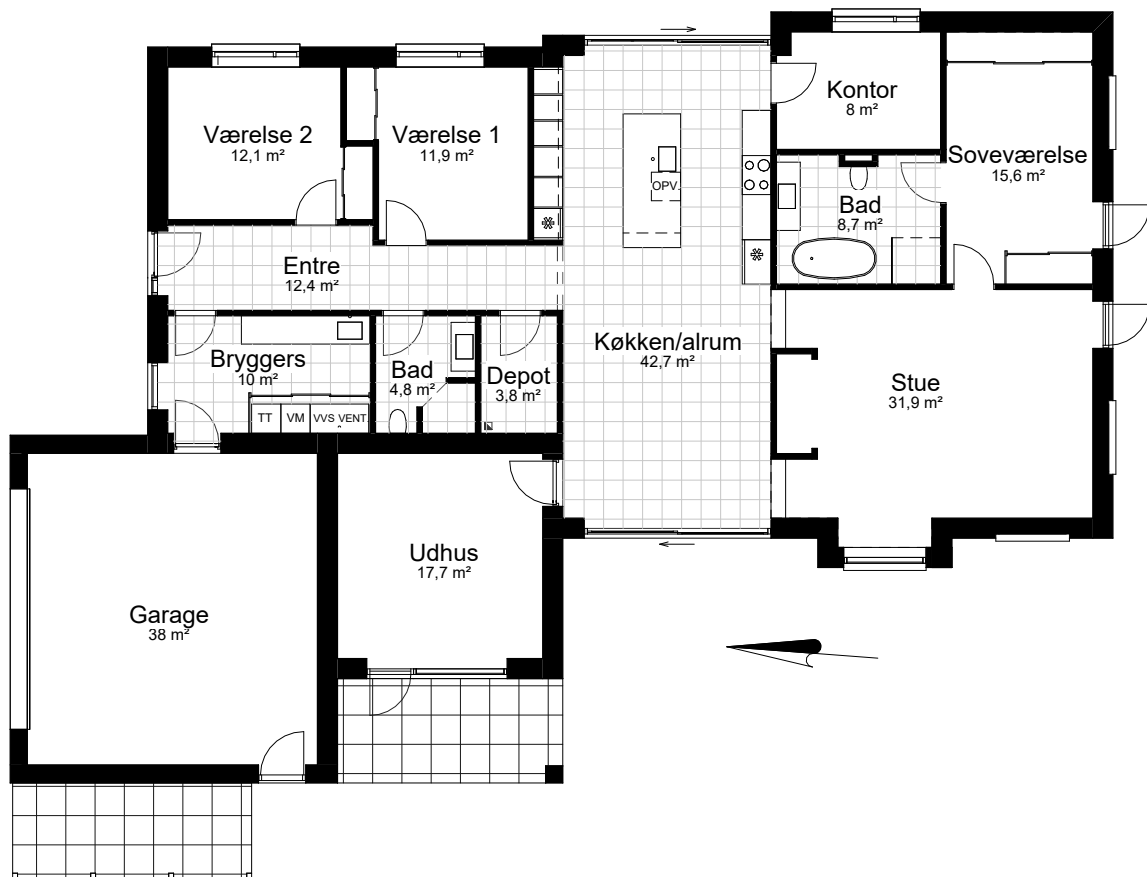 Kontor
8 m²
Værelse 2
12,1 m²
Værelse 1
11,9 m²
Soveværelse
15,6 m²
OPV.
Bad
8,7 m²
Entre
12,4 m²
Køkken/alrum
42,7 m²
Bryggers
10 m²
Bad
4,8 m²
Depot
3,8 m²
Stue
31,9 m²
TT
VM
VVS
VENT.
Udhus
17,7 m²
Garage
38 m²